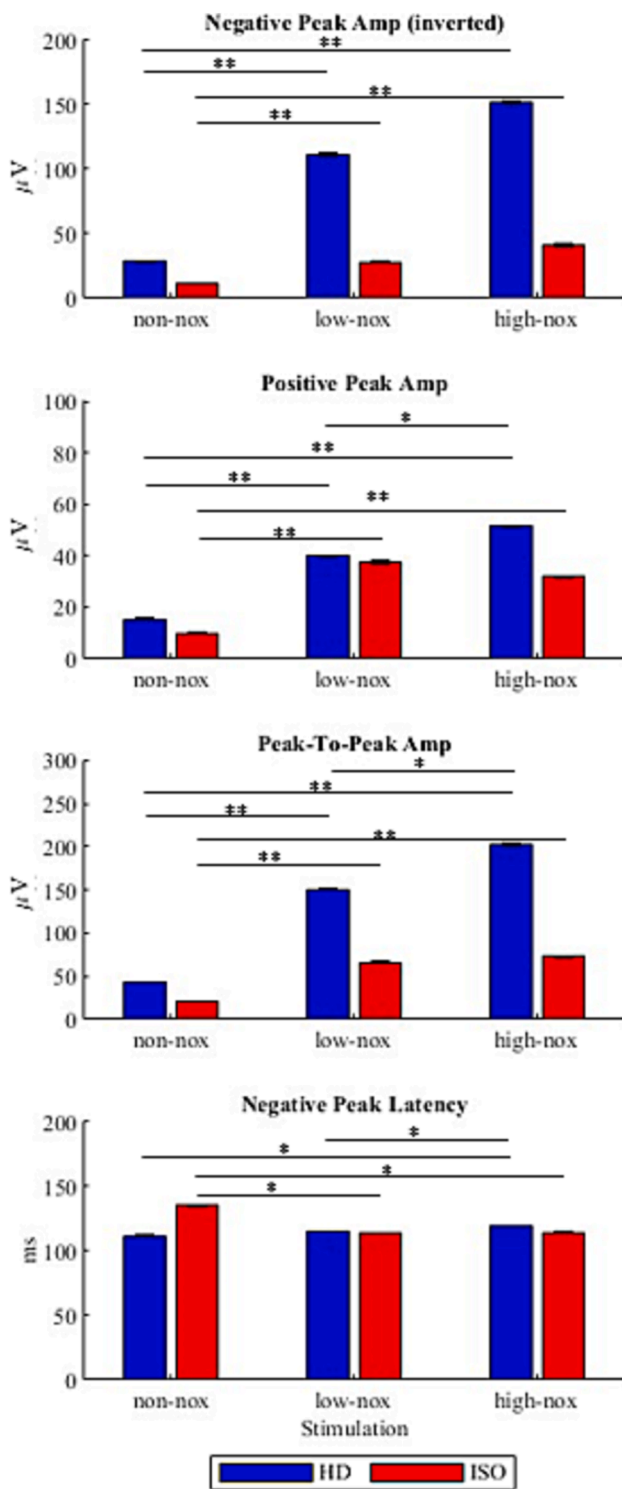 Negative Peak Amp (inverted)
200
150
100
50
0
μV
**
**
**
**
non-nox low-nox high-nox
Positive Peak Amp
100
80
60
40
20
0
μV
*
**
**
**
**
non-nox low-nox high-nox
Peak-To-Peak Amp
300
250
200
150
100
50
0
μV
*
**
**
**
**
non-nox low-nox high-nox
Negative Peak Latency
200
150
100
50
0
ms
*
*
*
*
non-nox low-nox high-nox
Stimulation
HD ISO